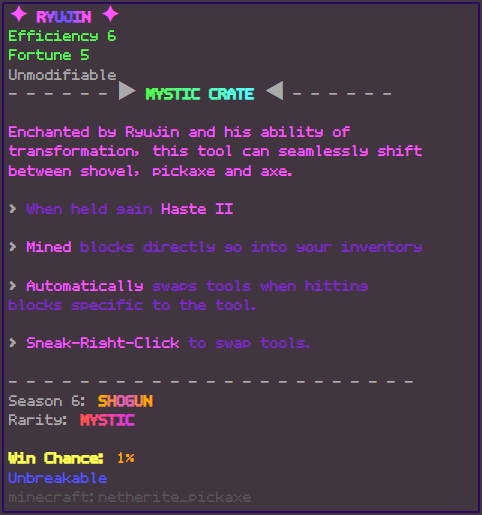 ✦ RYUJIN ✦
Efficiency 6
Fortune 5
Unmodifiable
- - - - - - ▶ MYSTIC CRATE ◀ - - - - - -
Enchanted by Ryujin and his ability of
transformation, this tool can seamlessly shift
between shovel, pickaxe and axe.
> When held gain Haste II
> Mined blocks directly go into your inventory
> Automatically swaps tools when hitting
blocks specific to the tool.
> Sneak-Right-Click to swap tools.
- - - - - - - - - - - - - - - - - - - - - - -
Season 6: SHOGUN
Rarity: MYSTIC
Win Chance: 1%
Unbreakable
minecraft:netherite_pickaxe